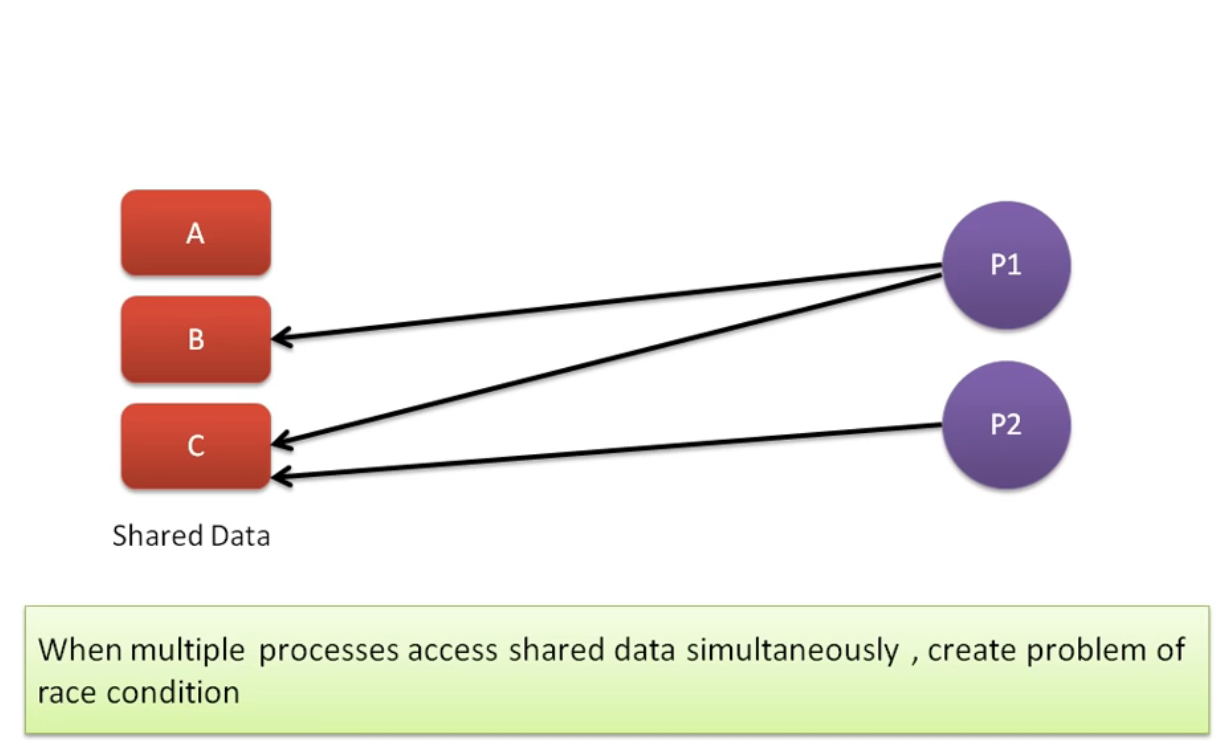 A
P1
B
P2
C
Shared Data
When multiple processes access shared data simultaneously , create problem of
race condition